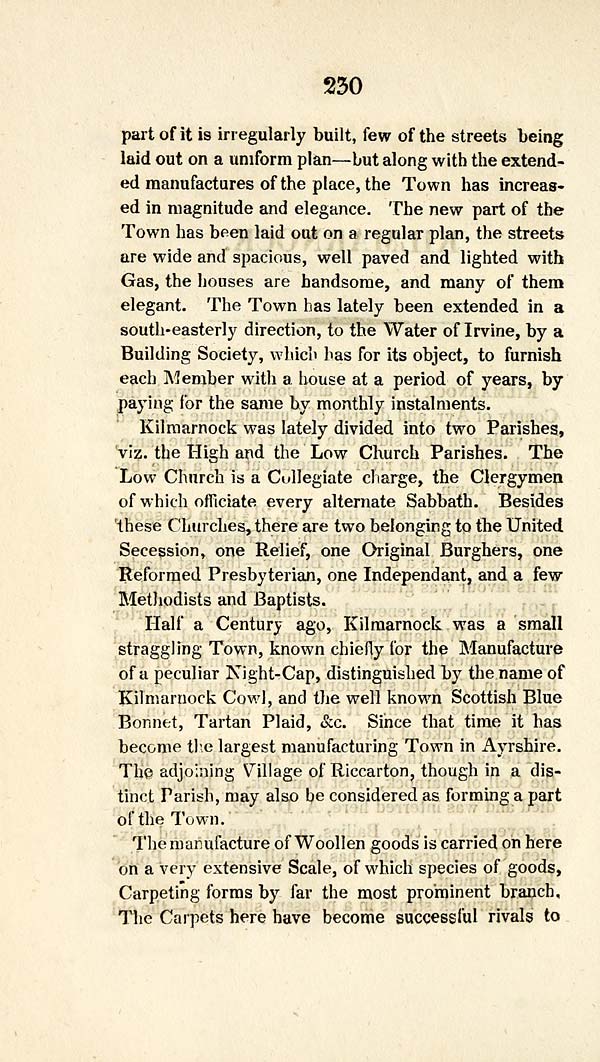 230
part of it is irregularly built, few of the streets being
laid out on a uniform plan—but along with the extend-
ed manufactures of the place, the Town has increas-
ed in magnitude and elegance. The new part of the
Town has been laid out on a regular plan, the streets
are wide and spacious, well paved and lighted with
Gas, the houses are handsome, and many of them
elegant. The Town has lately been extended in a
south-easterly direction, to the Water of Irvine, by a
Building Society, which has for its object, to furnish
each Member with a house at a period of years, by
paying for the same by monthly instalments.
Kilmarnock was lately divided into two Parishes,
viz. the High and the Low Church Parishes. The
Low Church is a Collegiate charge, the Clergymen
of which officiate every alternate Sabbath. Besides
these Churches, there are two belonging to the United
Secession, one Relief, one Original Burghers, one
Reformed Presbyterian, one Independant, and a few
Methodists and Baptists.
Half a Century ago, Kilmarnock was a small
straggling Town, known chiefly for the Manufacture
of a peculiar Night-Cap, distinguished by the name of
Kilmarnock Cowl, and the well known Scottish Blue
Bonnet, Tartan Plaid, &c. Since that time it has
become the largest manufacturing Town in Ayrshire.
The adjoining Village of Riccarton, though in a dis-
tinct Parish, may also be considered as forming a part
of the Town.
The manufacture of Woollen goods is carried on here
on a very extensive Scale, of which species of goods,
Carpeting forms by far the most prominent branch.
The Carpets here have become successful rivals to